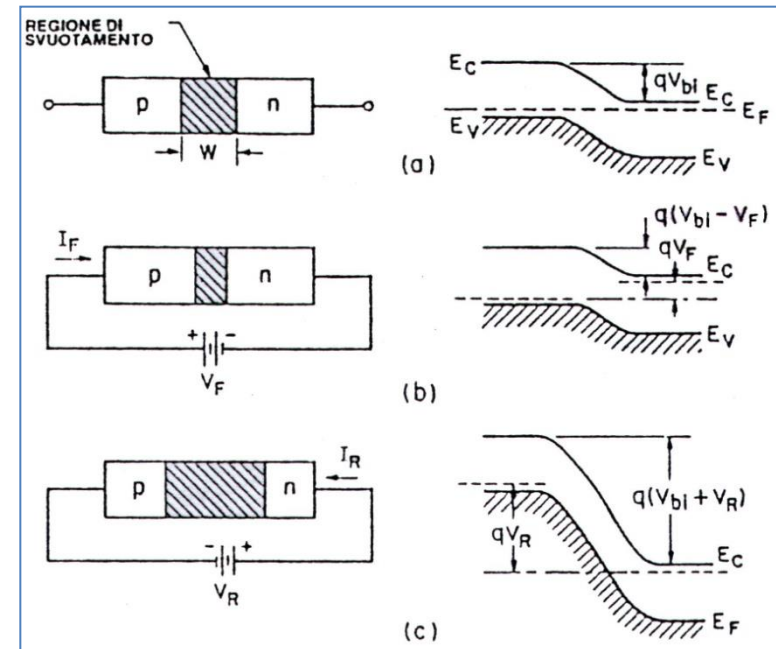 REGIONE DI
SVUOTAMENTO
p
n
W
(a)
E_C
qV_bi
E_C
E_F
E_V
E_V
I_F
p
n
+
-
V_F
(b)
q(V_bi - V_F)
qV_F
E_C
E_V
p
n
I_R
-
+
V_R
(c)
qV_R
q(V_bi + V_R)
E_C
E_F